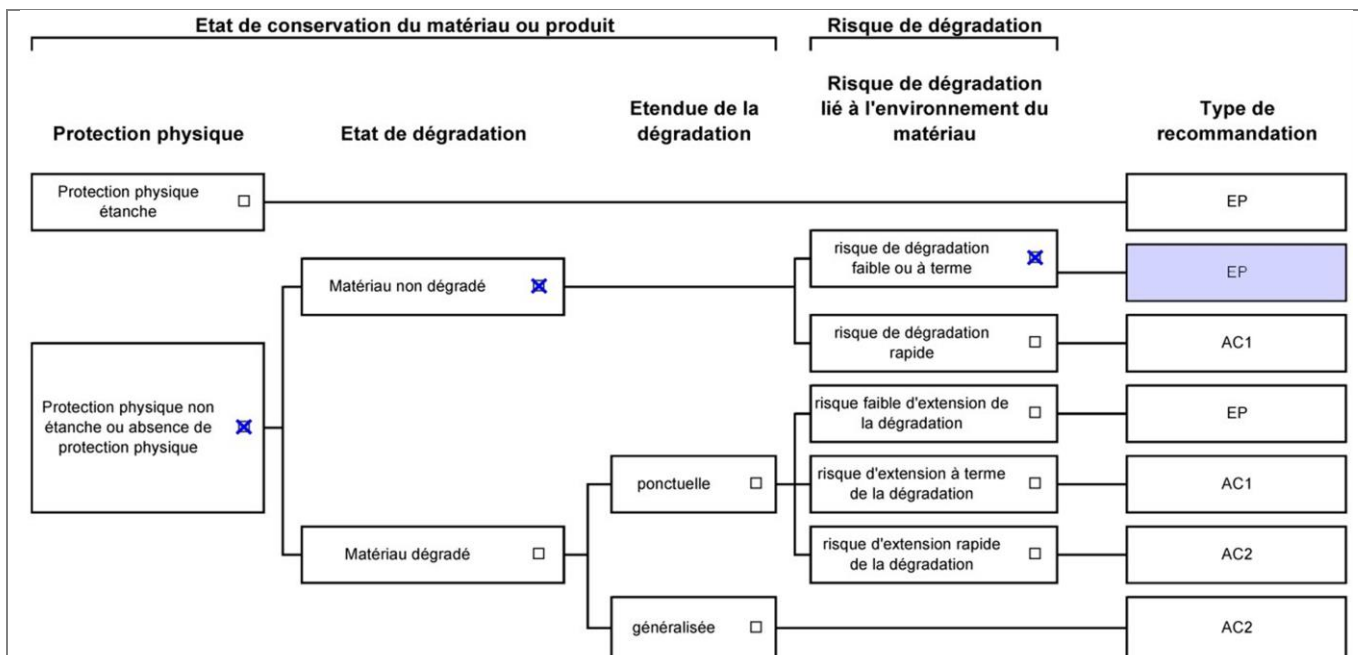 Etat de conservation du matériau ou produit
Risque de dégradation
Protection physique
Etat de dégradation
Etendue de la
dégradation
Risque de dégradation
lié à l'environnement du
matériau
Type de
recommandation
Protection physique
étanche
EP
risque de dégradation
faible ou à terme
EP
Matériau non dégradé
risque de dégradation
rapide
AC1
Protection physique non
étanche ou absence de
protection physique
risque faible d'extension de
la dégradation
EP
ponctuelle
risque d'extension à terme
de la dégradation
AC1
Matériau dégradé
risque d'extension rapide
de la dégradation
AC2
généralisée
AC2